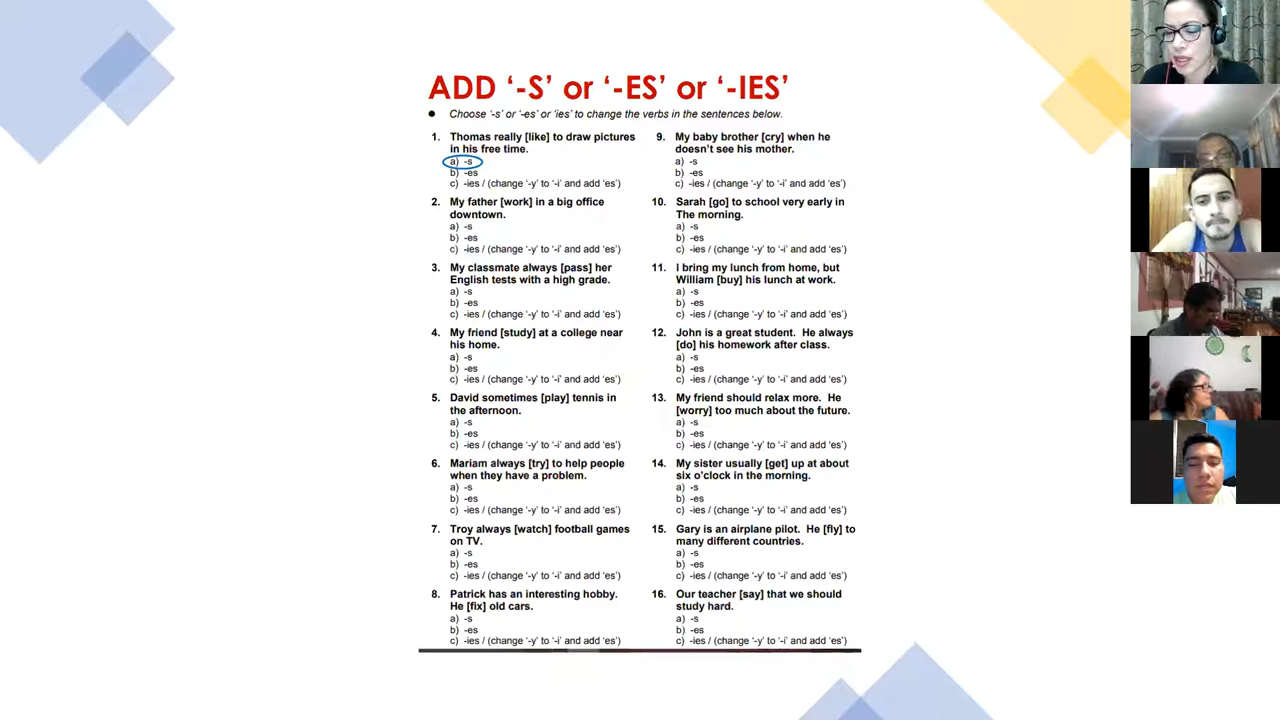 ADD ‘-S’ or ‘-ES’ or ‘-IES’
● Choose ‘-s’ or ‘-es’ or ‘ies’ to change the verbs in the sentences below.
1. Thomas really [like] to draw pictures
in his free time.
a) -s
b) -es
c) -ies / (change ‘-y’ to ‘-i’ and add ‘es’)
2. My father [work] in a big office
downtown.
a) -s
b) -es
c) -ies / (change ‘-y’ to ‘-i’ and add ‘es’)
3. My classmate always [pass] her
English tests with a high grade.
a) -s
b) -es
c) -ies / (change ‘-y’ to ‘-i’ and add ‘es’)
4. My friend [study] at a college near
his home.
a) -s
b) -es
c) -ies / (change ‘-y’ to ‘-i’ and add ‘es’)
5. David sometimes [play] tennis in
the afternoon.
a) -s
b) -es
c) -ies / (change ‘-y’ to ‘-i’ and add ‘es’)
6. Mariam always [try] to help people
when they have a problem.
a) -s
b) -es
c) -ies / (change ‘-y’ to ‘-i’ and add ‘es’)
7. Troy always [watch] football games
on TV.
a) -s
b) -es
c) -ies / (change ‘-y’ to ‘-i’ and add ‘es’)
8. Patrick has an interesting hobby.
He [fix] old cars.
a) -s
b) -es
c) -ies / (change ‘-y’ to ‘-i’ and add ‘es’)
9. My baby brother [cry] when he
doesn’t see his mother.
a) -s
b) -es
c) -ies / (change ‘-y’ to ‘-i’ and add ‘es’)
10. Sarah [go] to school very early in
The morning.
a) -s
b) -es
c) -ies / (change ‘-y’ to ‘-i’ and add ‘es’)
11. I bring my lunch from home, but
William [buy] his lunch at work.
a) -s
b) -es
c) -ies / (change ‘-y’ to ‘-i’ and add ‘es’)
12. John is a great student. He always
[do] his homework after class.
a) -s
b) -es
c) -ies / (change ‘-y’ to ‘-i’ and add ‘es’)
13. My friend should relax more. He
[worry] too much about the future.
a) -s
b) -es
c) -ies / (change ‘-y’ to ‘-i’ and add ‘es’)
14. My sister usually [get] up at about
six o’clock in the morning.
a) -s
b) -es
c) -ies / (change ‘-y’ to ‘-i’ and add ‘es’)
15. Gary is an airplane pilot. He [fly] to
many different countries.
a) -s
b) -es
c) -ies / (change ‘-y’ to ‘-i’ and add ‘es’)
16. Our teacher [say] that we should
study hard.
a) -s
b) -es
c) -ies / (change ‘-y’ to ‘-i’ and add ‘es’)